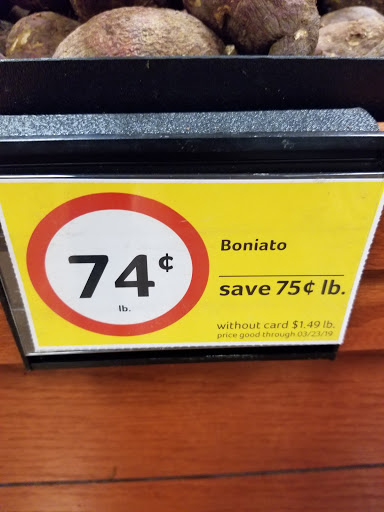 74¢
lb.
Boniato
save 75¢ lb.
without card $1.49 lb.
price good through 03/23/19